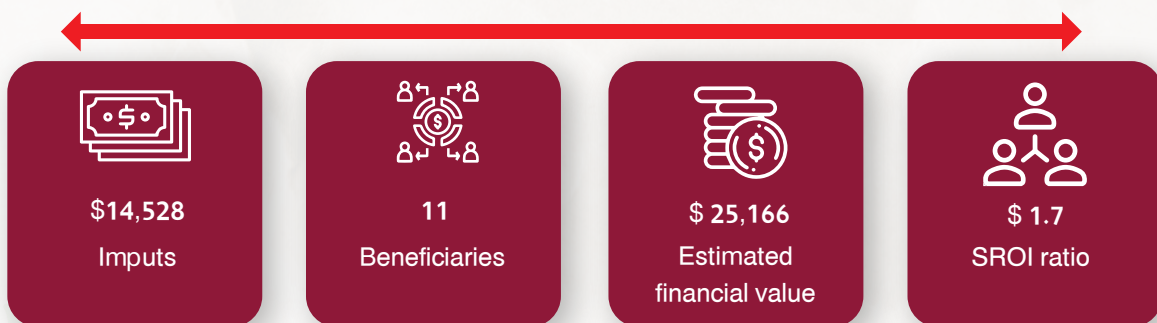 $14,528
Imputs
11
Beneficiaries
$ 25,166
Estimated
financial value
$ 1.7
SROI ratio